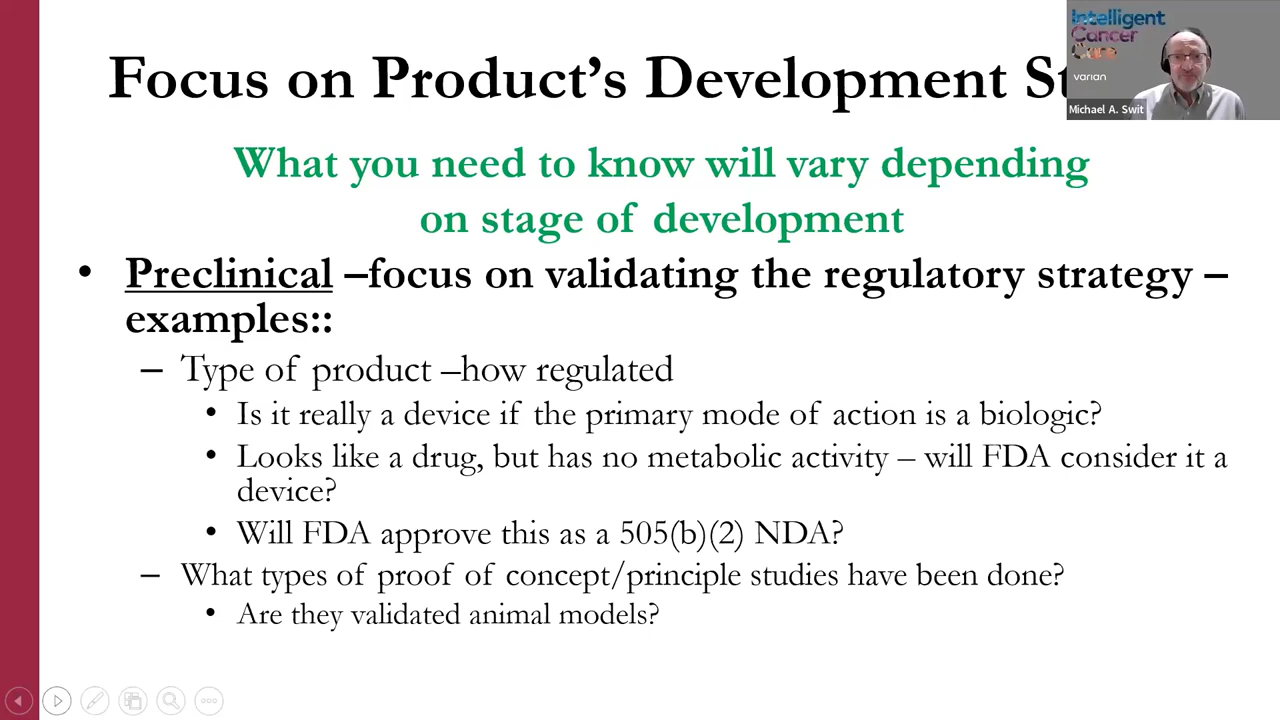 Focus on Product’s Development St
Intelligent
Cancer
Care
varian
Michael A. Swit
What you need to know will vary depending
on stage of development
• Preclinical –focus on validating the regulatory strategy –
examples::
– Type of product –how regulated
• Is it really a device if the primary mode of action is a biologic?
• Looks like a drug, but has no metabolic activity – will FDA consider it a
device?
• Will FDA approve this as a 505(b)(2) NDA?
– What types of proof of concept/principle studies have been done?
• Are they validated animal models?